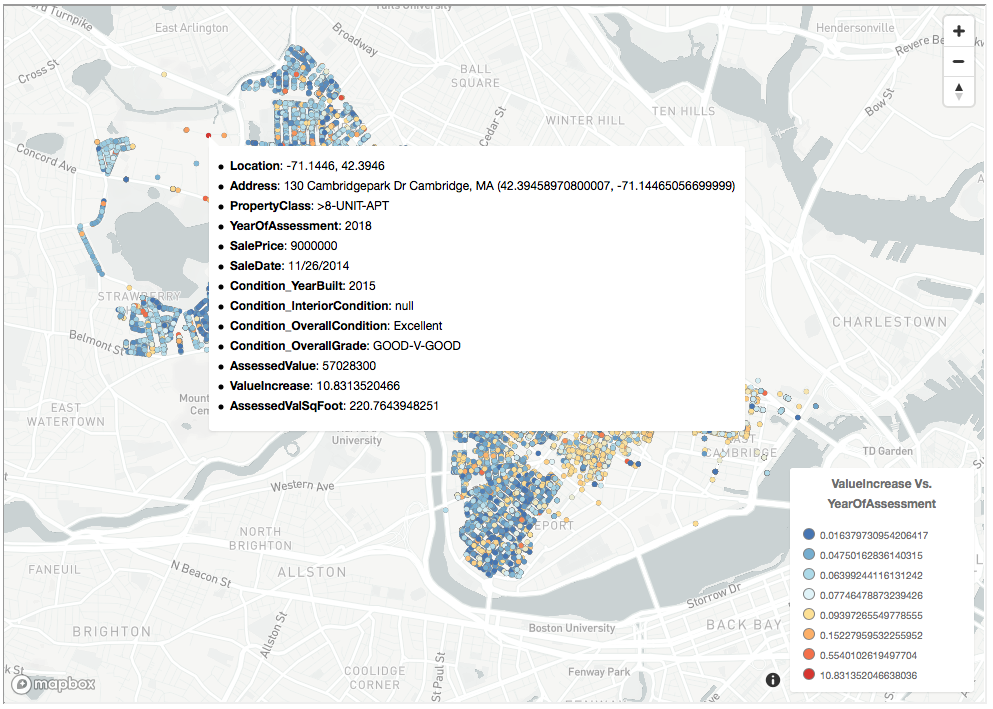 Turnpike
East Arlington
Broadway
Hendersonville
Revere Be
Cross St
BALL
SQUARE
Cedar St
WINTER HILL
TEN HILLS
Bow St
Concord Ave
• Location: -71.1446, 42.3946
• Address: 130 Cambridgepark Dr Cambridge, MA (42.39458970800007, -71.14465056699999)
• PropertyClass: >8-UNIT-APT
• YearOfAssessment: 2018
• SalePrice: 9000000
• SaleDate: 11/26/2014
• Condition_YearBuilt: 2015
• Condition_InteriorCondition: null
• Condition_OverallCondition: Excellent
• Condition_OverallGrade: GOOD-V-GOOD
• AssessedValue: 57028300
• ValueIncrease: 10.8313520466
• AssessedValSqFoot: 220.7643948251
STRAWBERRY
CHARLESTOWN
Belmont St
Mount
Cem
EAST
WATERTOWN
University
CAMBRIDGE
TD Garden
Western Ave
EPORT
NORTH
BRIGHTON
FANEUIL
N Beacon St
ALLSTON
BRIGHTON
Allston St
Boston University
Storrow Dr
BACK BAY
COOLIDGE
CORNER
St Paul St
Fenway Park
ValueIncrease Vs.
YearOfAssessment
0.016379730954206417
0.04750162836140315
0.06399244116131242
0.07746478873239426
0.09397265549778555
0.15227959532255952
0.5540102619497704
10.831352046638036
mapbox